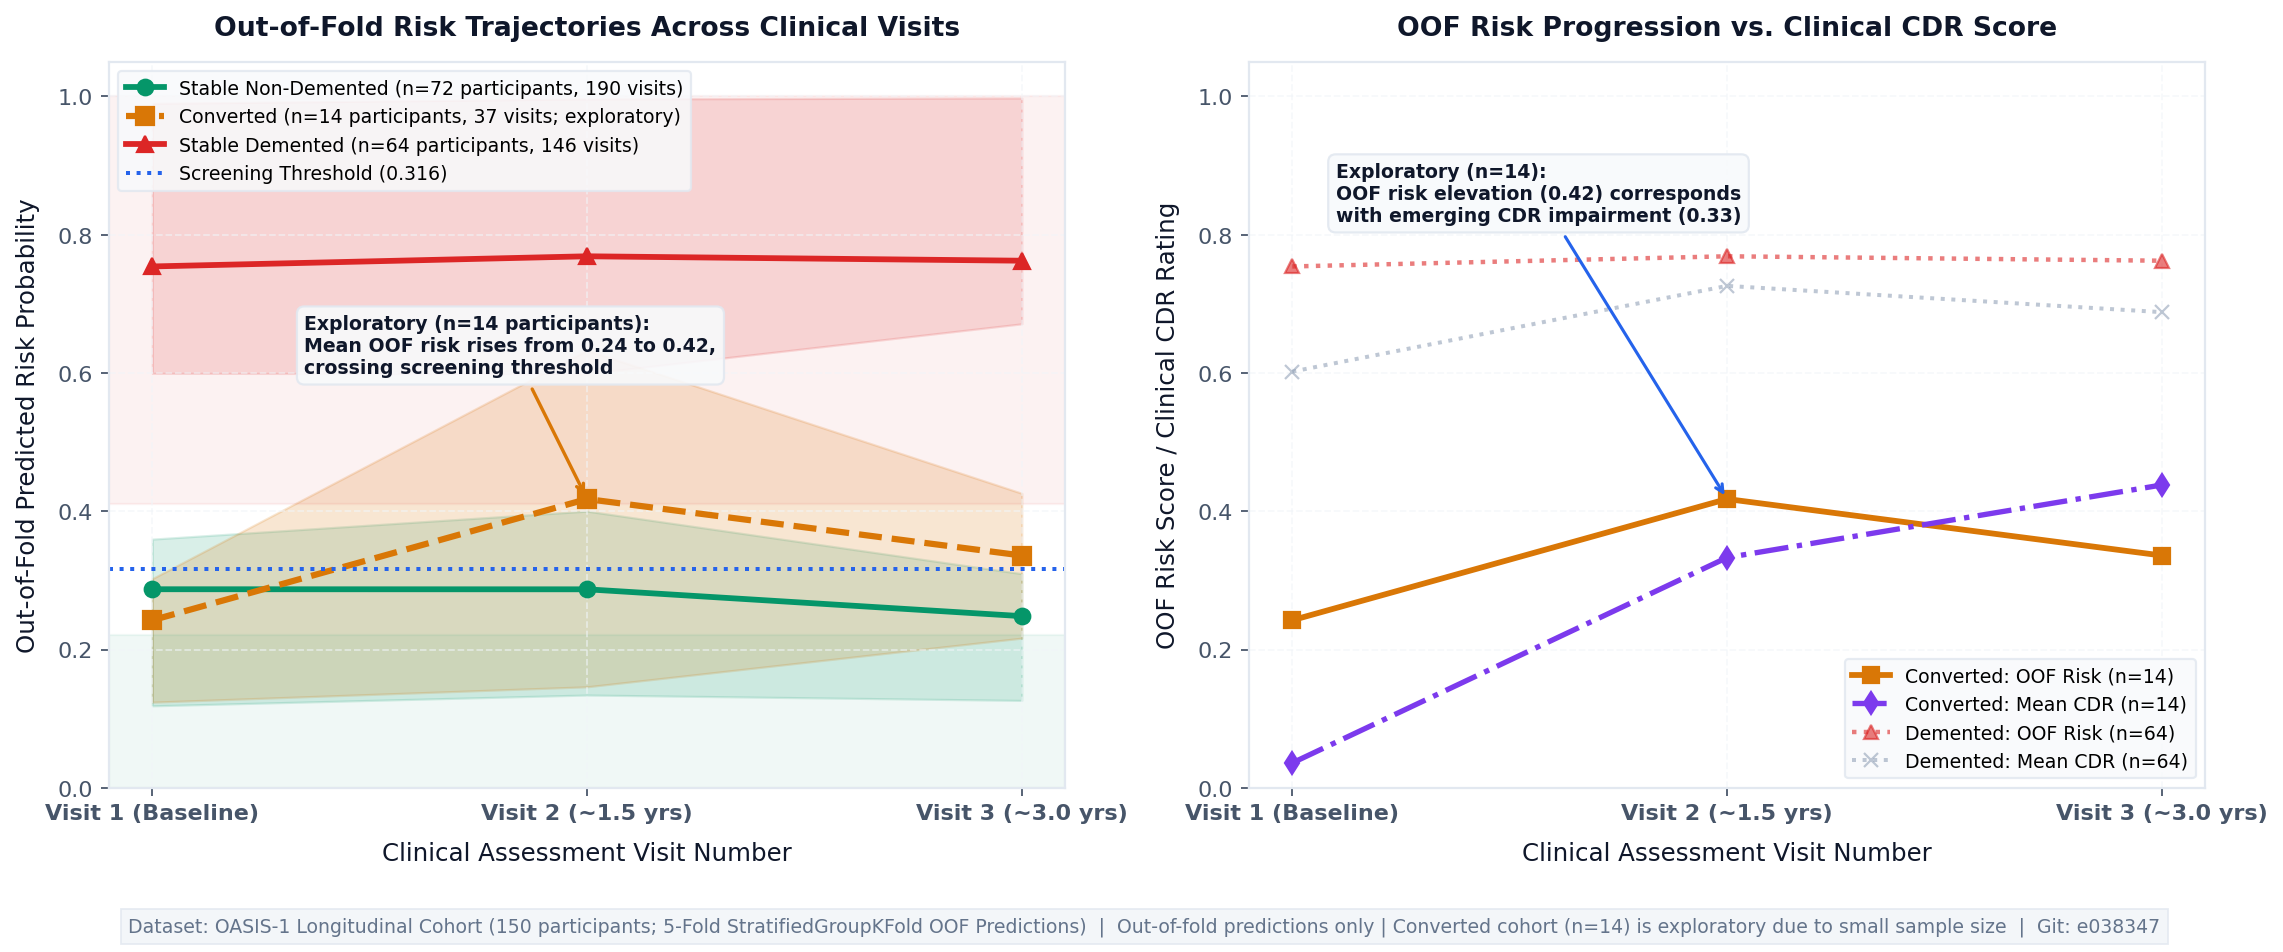 Out-of-Fold Risk Trajectories Across Clinical Visits
Out-of-Fold Predicted Risk Probability
1.0
0.8
0.6
0.4
0.2
0.0
Stable Non-Demented (n=72 participants, 190 visits)
Converted (n=14 participants, 37 visits; exploratory)
Stable Demented (n=64 participants, 146 visits)
Screening Threshold (0.316)
Exploratory (n=14 participants):
Mean OOF risk rises from 0.24 to 0.42,
crossing screening threshold
Visit 1 (Baseline)
Visit 2 (~1.5 yrs)
Visit 3 (~3.0 yrs)
Clinical Assessment Visit Number
OOF Risk Progression vs. Clinical CDR Score
OOF Risk Score / Clinical CDR Rating
1.0
0.8
0.6
0.4
0.2
0.0
Exploratory (n=14):
OOF risk elevation (0.42) corresponds
with emerging CDR impairment (0.33)
Converted: OOF Risk (n=14)
Converted: Mean CDR (n=14)
Demented: OOF Risk (n=64)
Demented: Mean CDR (n=64)
Visit 1 (Baseline)
Visit 2 (~1.5 yrs)
Visit 3 (~3.0 yrs)
Clinical Assessment Visit Number
Dataset: OASIS-1 Longitudinal Cohort (150 participants; 5-Fold StratifiedGroupKFold OOF Predictions) | Out-of-fold predictions only | Converted cohort (n=14) is exploratory due to small sample size | Git: e038347